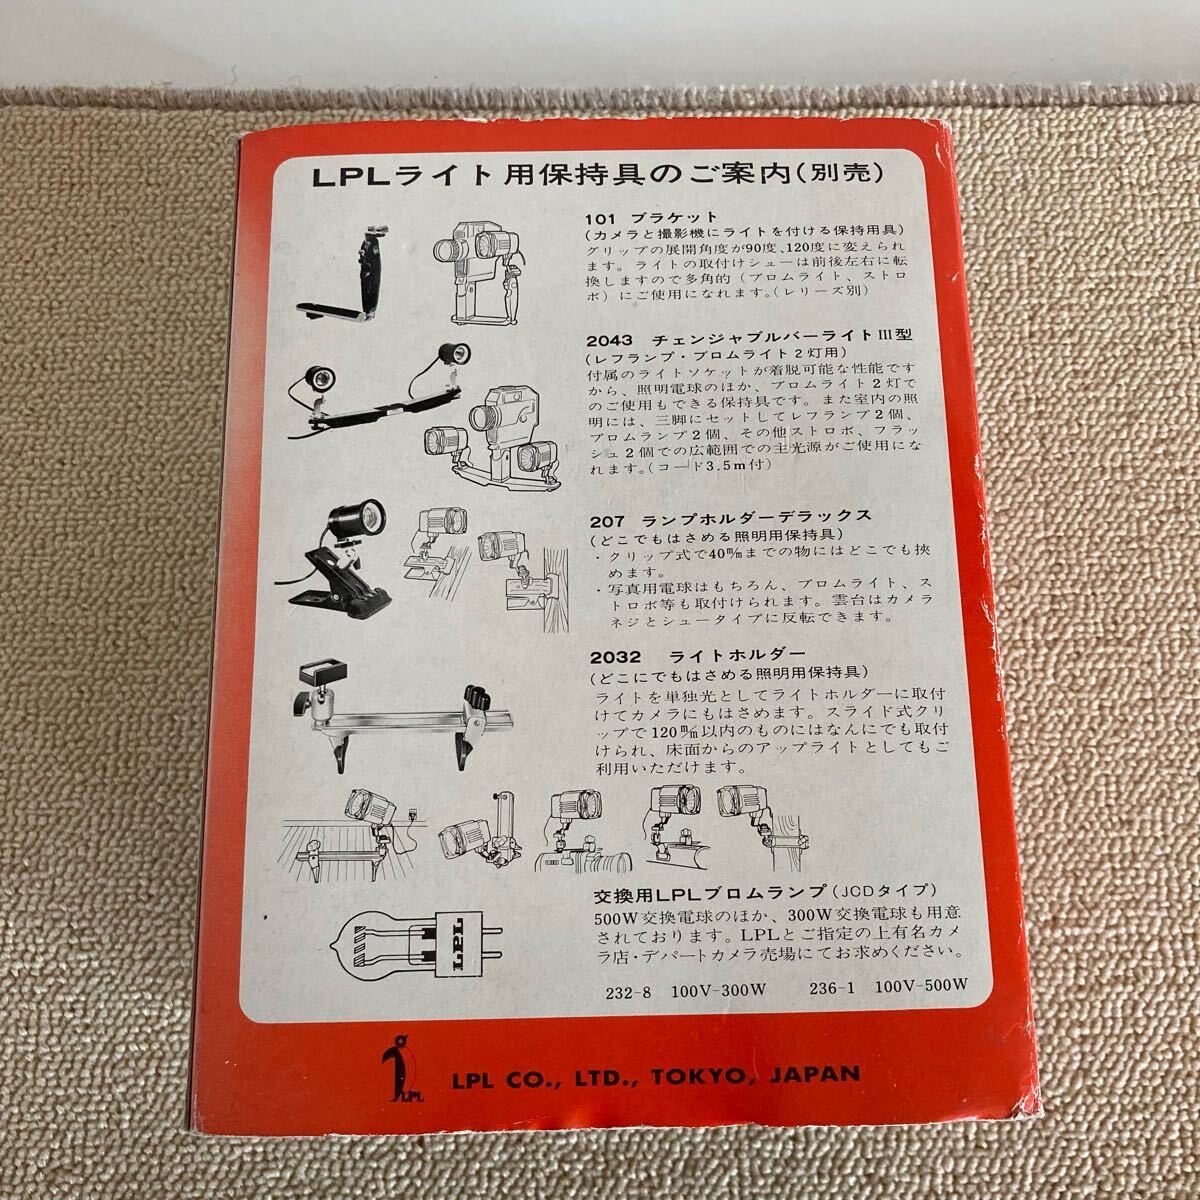 LPLライト用保持具のご案内(別売)
101 ブラケット
(カメラと撮影機にライトを付ける保持用具)
グリップの展開角度が90度、120度に変えられ
ます。ライトの取付けシューは前後左右に転
換しますので多角的(ブロムライト、ストロ
ボ)にご使用になれます。(レリーズ別)
2043 チェンジャブルバーライトIII型
(レフランプ・ブロムライト2灯用)
付属のライトソケットが着脱可能な性能です
から、照明電球のほか、ブロムライト2灯で
のご使用もできる保持具です。また室内の照
明には、三脚にセットしてレフランプ2個、
ブロムランプ2個、その他ストロボ、フラッ
シュ2個での広範囲での主光源がご使用にな
れます。(コード3.5m付)
207 ランプホルダーデラックス
(どこでもはさめる照明用保持具)
・クリップ式で40㎜までの物にはどこでも挟
めます。
・写真用電球はもちろん、ブロムライト、ス
トロボ等も取付けられます。雲台はカメラ
ネジとシュータイプに反転できます。
2032 ライトホルダー
(どこにでもはさめる照明用保持具)
ライトを単独光としてライトホルダーに取付
けてカメラにもはさめます。スライド式クリ
ップで120㎜以内のものにはなんにでも取付
けられ、床面からのアップライトとしてもご
利用いただけます。
交換用LPLブロムランプ(JCDタイプ)
500W交換電球のほか、300W交換電球も用意
されております。LPLとご指定の上有名カメ
ラ店・デパートカメラ売場にてお求めください。
232-8 100V-300W 236-1 100V-500W
LPL
LPL
LPL CO., LTD., TOKYO, JAPAN